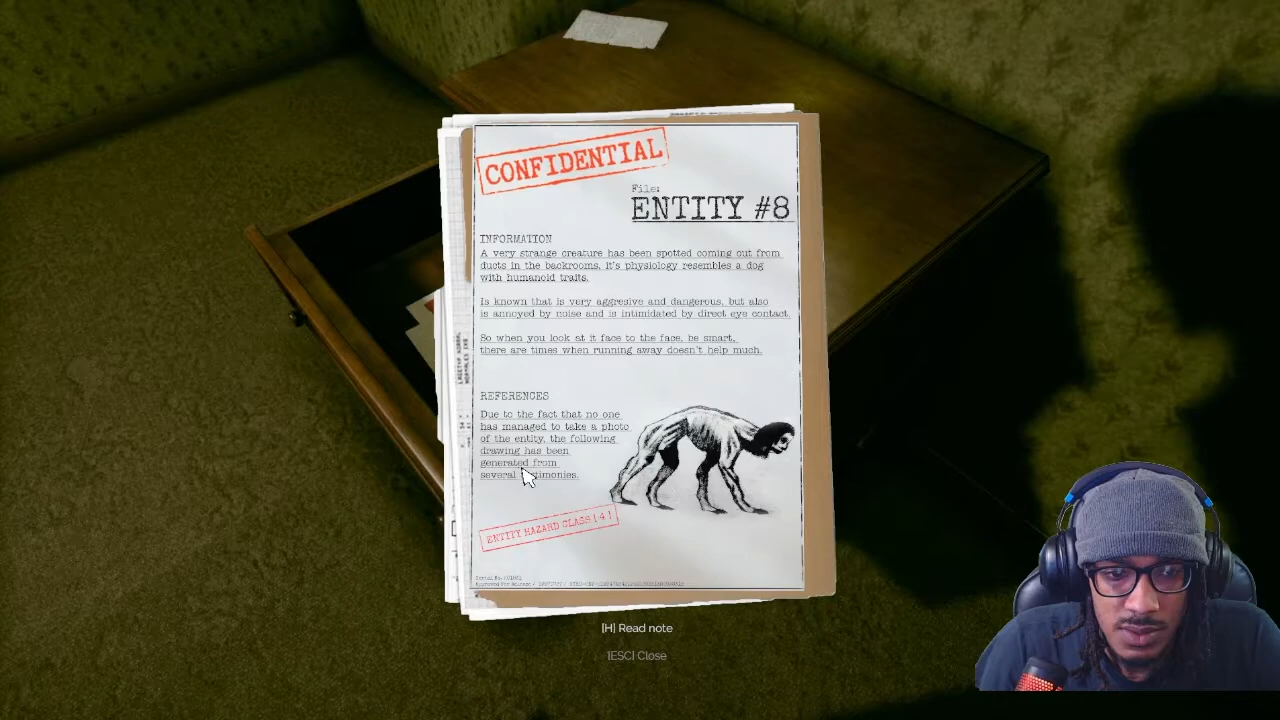 CONFIDENTIAL
File:
ENTITY #8
INFORMATION
A very strange creature has been spotted coming out from
ducts in the backrooms, it's physiology resembles a dog
with humanoid traits.
Is known that is very aggresive and dangerous, but also
is annoyed by noise and is intimidated by direct eye contact.
So when you look at it face to the face, be smart,
there are times when running away doesn't help much.
REFERENCES
Due to the fact that no one
has managed to take a photo
of the entity, the following
drawing has been
generated from
several testimonies.
ENTITY HAZARD CLASS [4]
[H] Read note
[ESC] Close